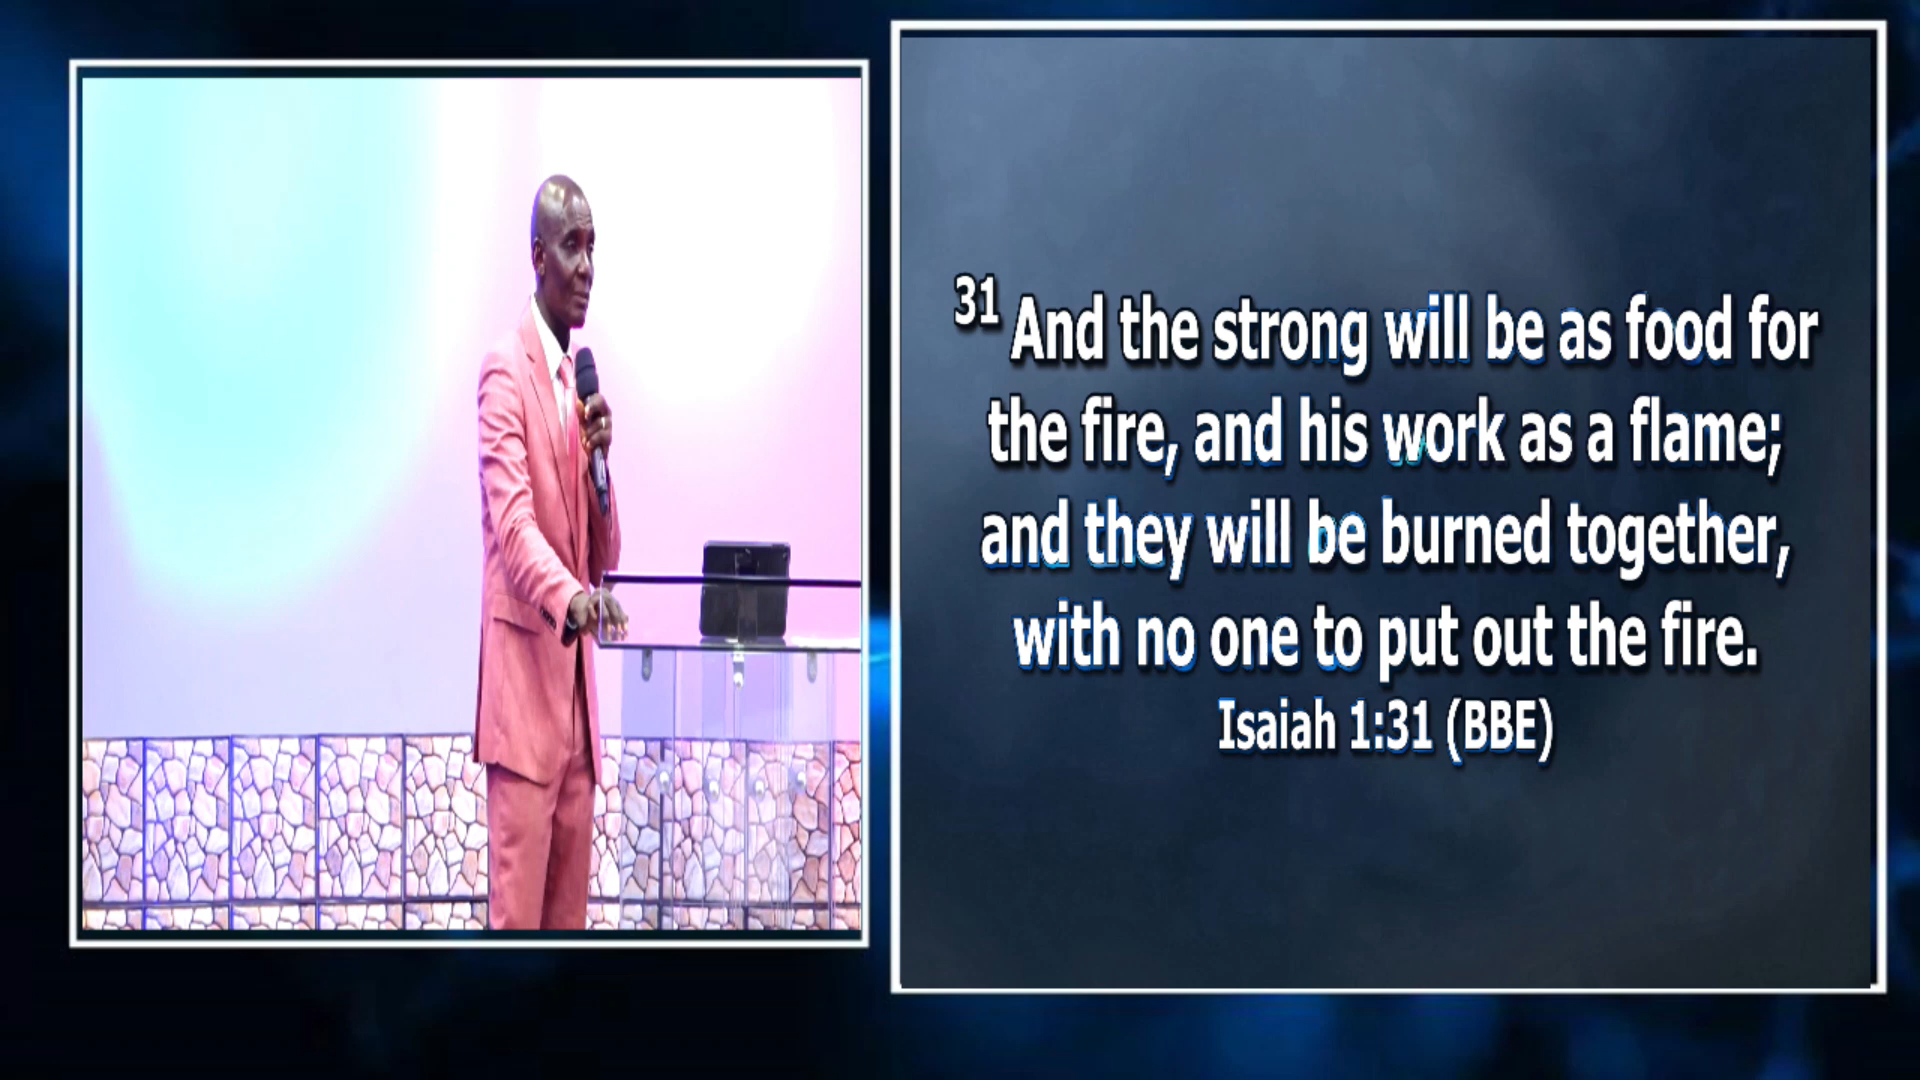 31 And the strong will be as food for
the fire, and his work as a flame;
and they will be burned together,
with no one to put out the fire.
Isaiah 1:31 (BBE)